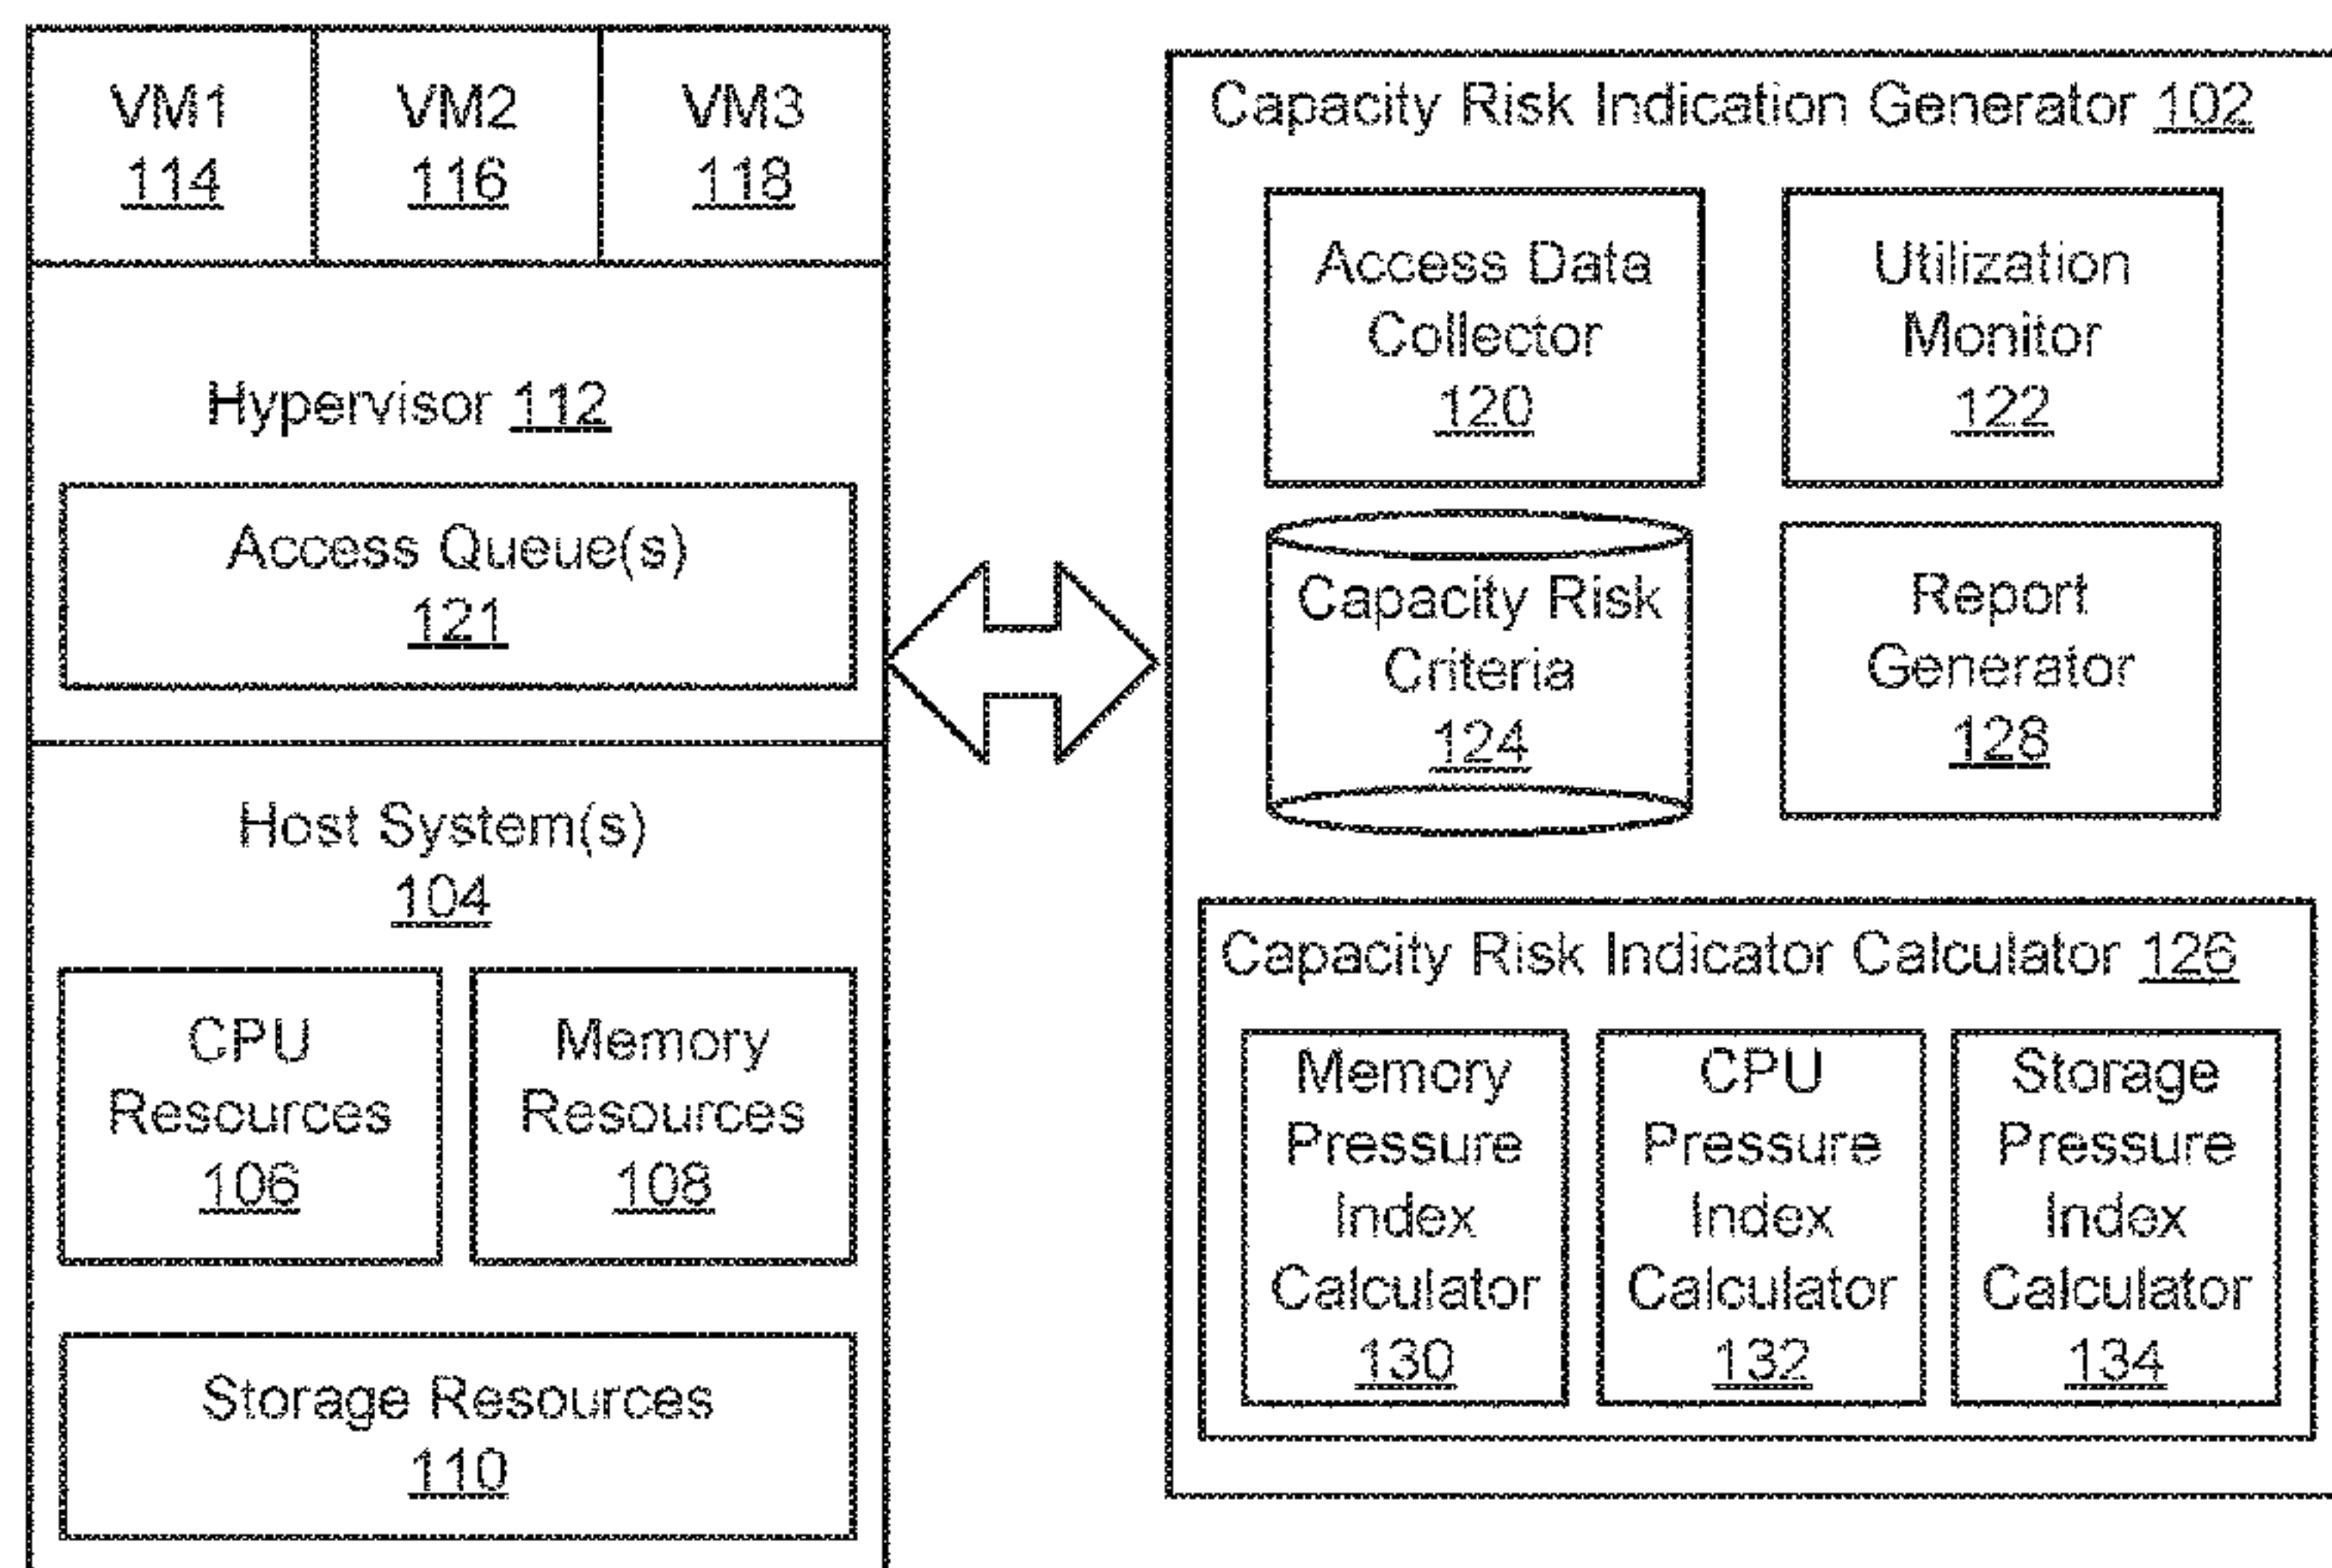 VM1
114
VM2
116
VM3
118
Hypervisor 112
Access Queue(s)
121
Host System(s)
104
CPU
Resources
106
Memory
Resources
108
Storage Resources
110
Capacity Risk Indication Generator 102
Access Data
Collector
120
Utilization
Monitor
122
Capacity Risk
Criteria
124
Report
Generator
128
Capacity Risk Indicator Calculator 126
Memory
Pressure
Index
Calculator
130
CPU
Pressure
Index
Calculator
132
Storage
Pressure
Index
Calculator
134